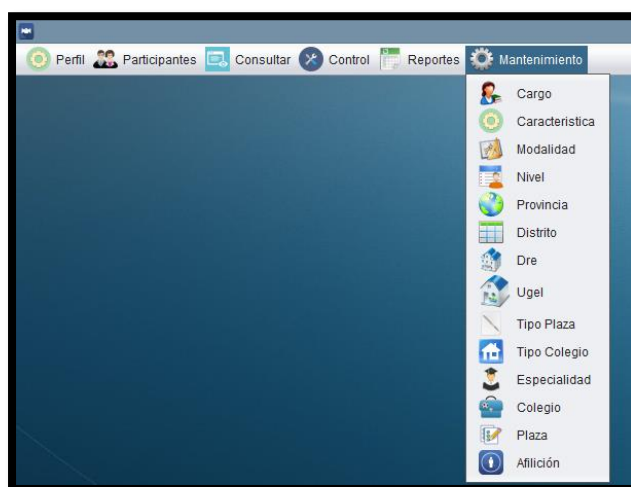 Perfil Participantes Consultar Control Reportes Mantenimiento
Cargo
Caracteristica
Modalidad
Nivel
Provincia
Distrito
Dre
Ugel
Tipo Plaza
Tipo Colegio
Especialidad
Colegio
Plaza
Afilición